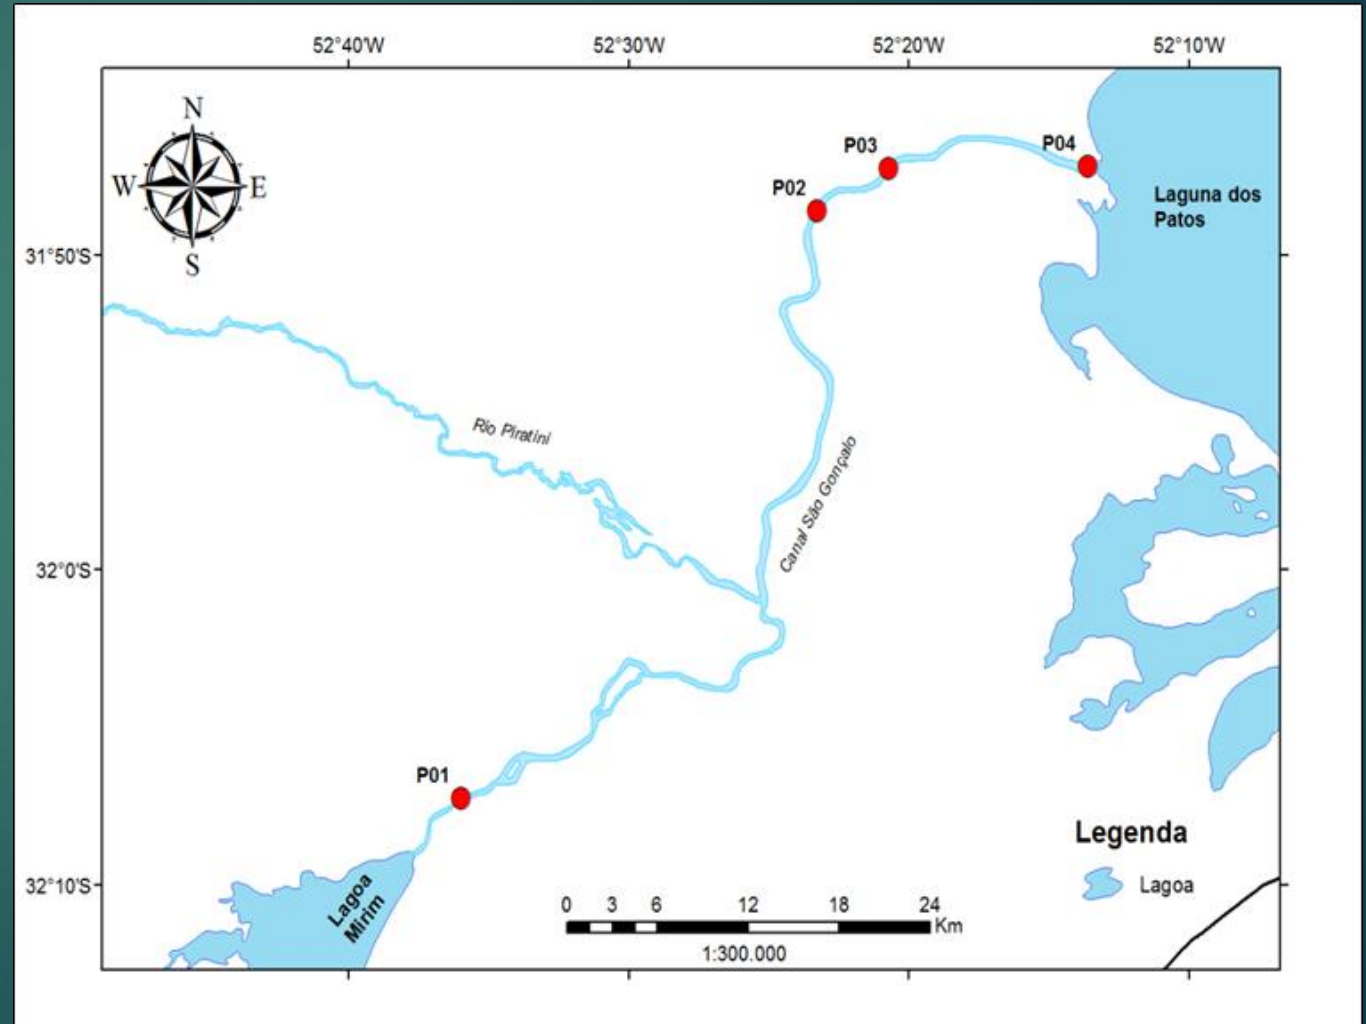 52°40'W 52°30'W 52°20'W 52°10'W
N
W E
S
P03
P04
P02
Laguna dos
Patos
31°50'S
Rio Piratini
Canal São Gonçalo
32°0'S
P01
Legenda
Lagoa
32°10'S
Lagoa
Mirim
0 3 6 12 18 24
Km
1:300.000